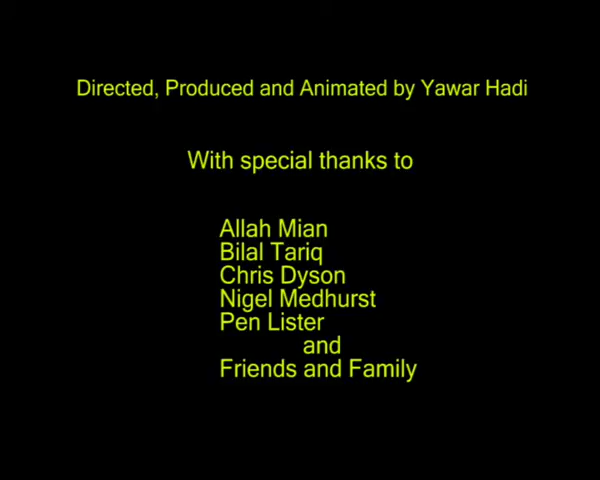 Directed, Produced and Animated by Yawar Hadi
With special thanks to
Allah Mian
Bilal Tariq
Chris Dyson
Nigel Medhurst
Pen Lister
and
Friends and Family